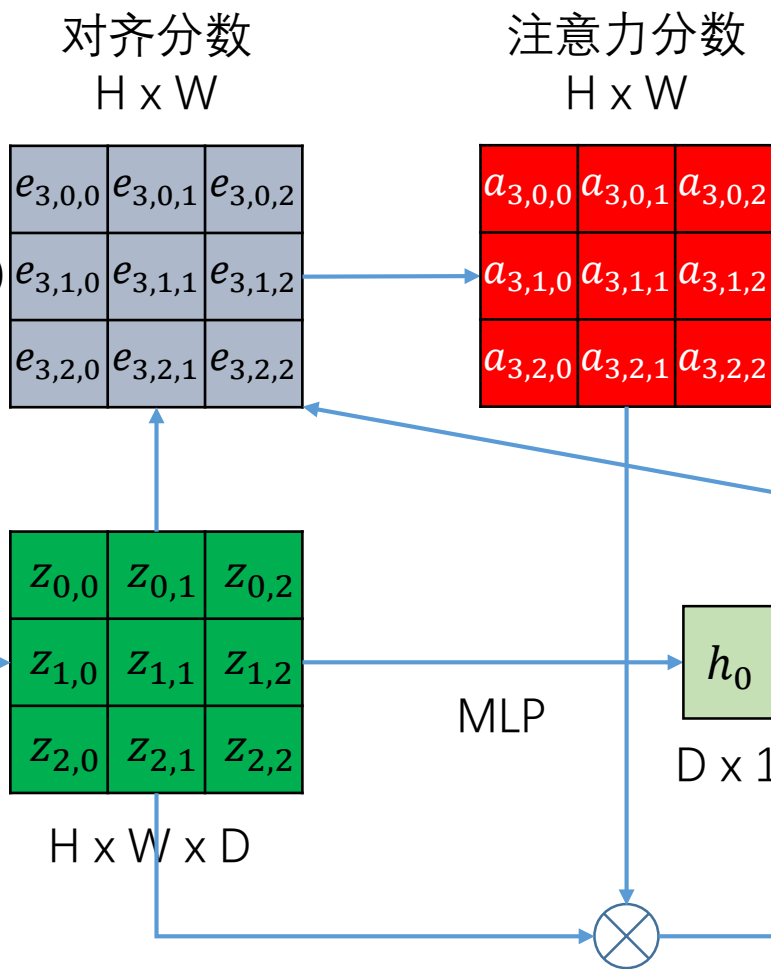 对齐分数 注意力分数
H x W H x W
e3,0,0 e3,0,1 e3,0,2 a3,0,0 a3,0,1 a3,0,2
) e3,1,0 e3,1,1 e3,1,2 a3,1,0 a3,1,1 a3,1,2
e3,2,0 e3,2,1 e3,2,2 a3,2,0 a3,2,1 a3,2,2
z0,0 z0,1 z0,2
z1,0 z1,1 z1,2 h0
MLP
z2,0 z2,1 z2,2
D x 1
H x W x D